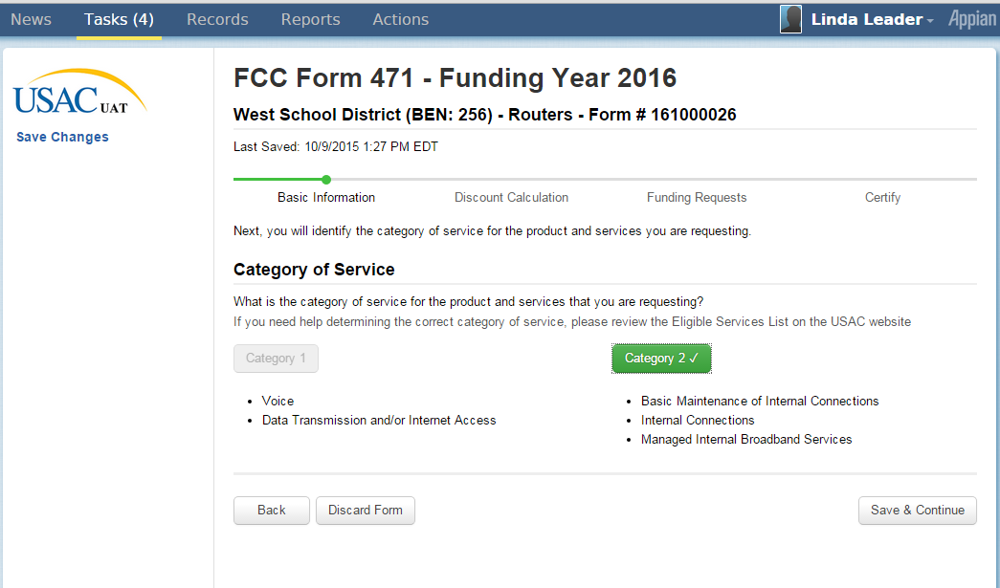 News Tasks (4) Records Reports Actions Linda Leader Appian
USAC UAT
Save Changes
FCC Form 471 - Funding Year 2016
West School District (BEN: 256) - Routers - Form # 161000026
Last Saved: 10/9/2015 1:27 PM EDT
Basic Information Discount Calculation Funding Requests Certify
Next, you will identify the category of service for the product and services you are requesting.
Category of Service
What is the category of service for the product and services that you are requesting?
If you need help determining the correct category of service, please review the Eligible Services List on the USAC website
Category 1 Category 2 ✓
• Voice
• Data Transmission and/or Internet Access
• Basic Maintenance of Internal Connections
• Internal Connections
• Managed Internal Broadband Services
Back Discard Form Save & Continue